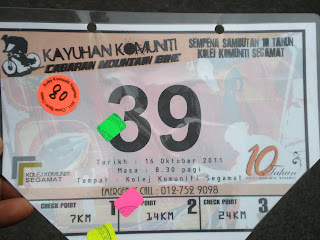 KAYUHAN KOMUNITI
CABARAN MOUNTAIN BIKE
SEMPENA SAMBUTAN 10 TAHUN
KOLEJ KOMUNITI SEGAMAT
80
39
Tarikh : 16 Oktober 2011
Masa : 8.30 pagi
Tempat : Kolej Komuniti Segamat
KOLEJ KOMUNITI
SEGAMAT
10 Tahun
EMERGENCY CALL : 012-752 9098
CHECK POINT 1
7KM
CHECK POINT 2
14KM
CHECK POINT 3
24KM